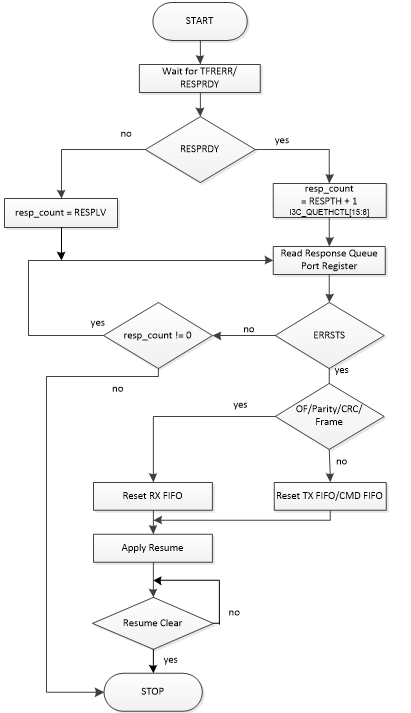 START
Wait for TFRERR/
RESPRDY
no
RESPRDY
yes
resp_count = RESPLV
resp_count
= RESPTH + 1
I3C_QUETHCTL[15:8]
Read Response Queue
Port Register
yes
resp_count != 0
no
ERRSTS
no
yes
yes
OF/Parity/CRC/
Frame
no
Reset RX FIFO
Reset TX FIFO/CMD FIFO
Apply Resume
Resume Clear
no
yes
STOP